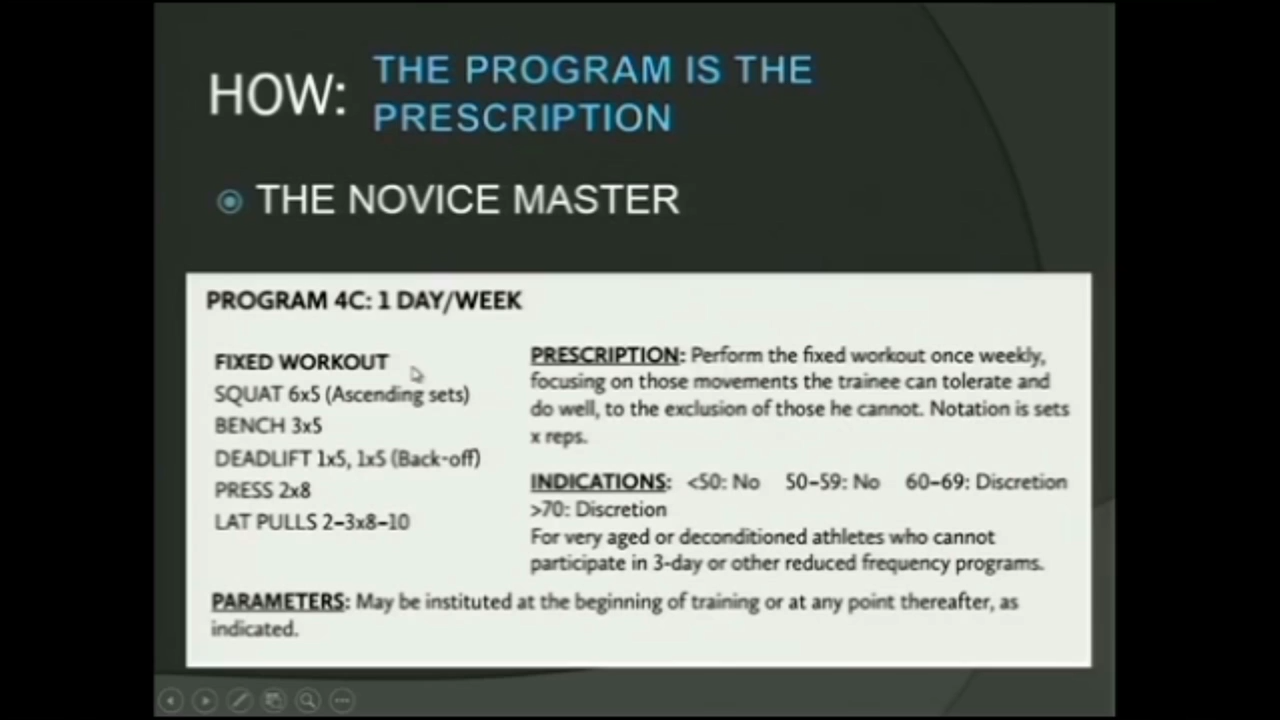 HOW: THE PROGRAM IS THE
PRESCRIPTION
THE NOVICE MASTER
PROGRAM 4C: 1 DAY/WEEK
FIXED WORKOUT
SQUAT 6x5 (Ascending sets)
BENCH 3x5
DEADLIFT 1x5, 1x5 (Back-off)
PRESS 2x8
LAT PULLS 2–3x8–10
PRESCRIPTION: Perform the fixed workout once weekly,
focusing on those movements the trainee can tolerate and
do well, to the exclusion of those he cannot. Notation is sets
x reps.
INDICATIONS: <50: No 50–59: No 60–69: Discretion
>70: Discretion
For very aged or deconditioned athletes who cannot
participate in 3-day or other reduced frequency programs.
PARAMETERS: May be instituted at the beginning of training or at any point thereafter, as
indicated.